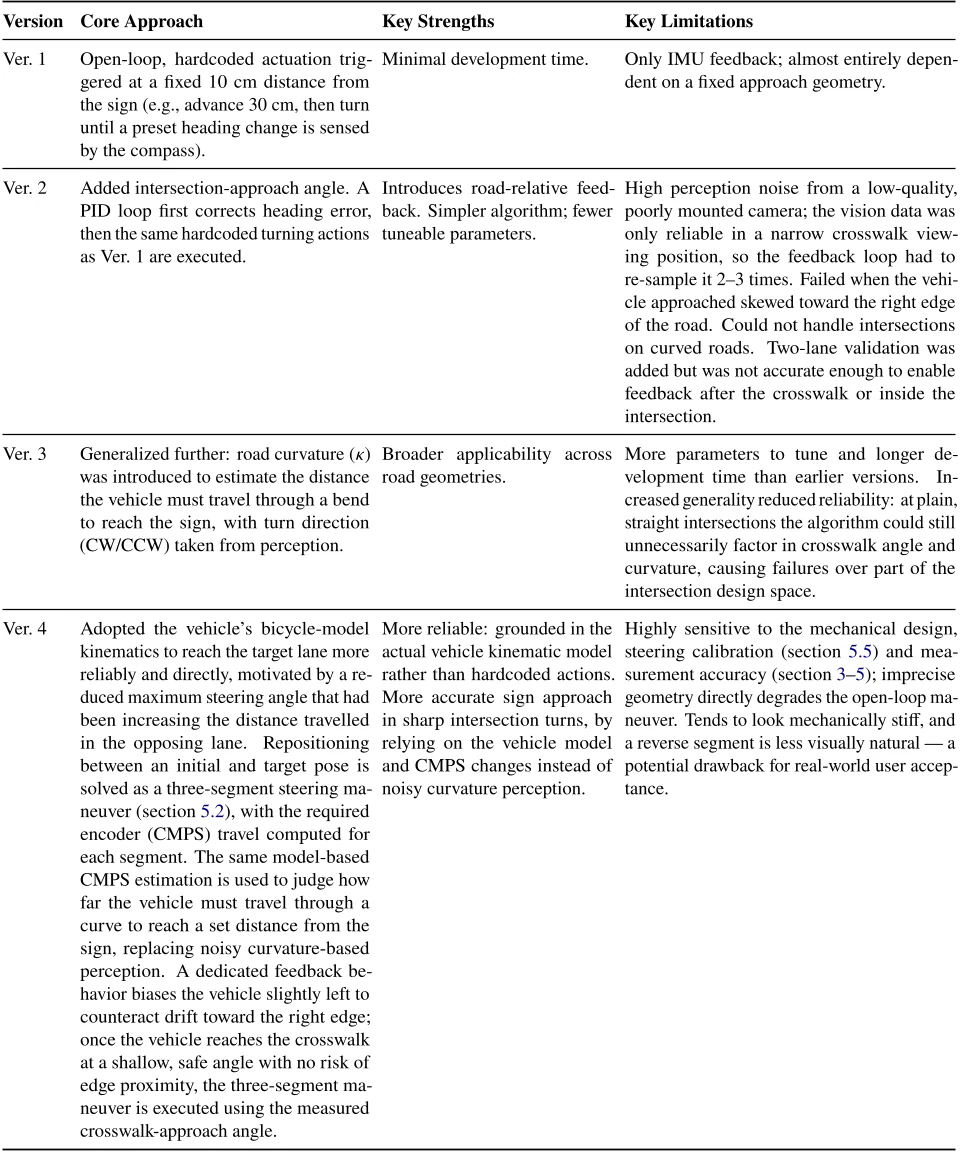 Version Core Approach Key Strengths Key Limitations
Ver. 1
Open-loop, hardcoded actuation trig-
gered at a fixed 10 cm distance from
the sign (e.g., advance 30 cm, then turn
until a preset heading change is sensed
by the compass).
Minimal development time.
Only IMU feedback; almost entirely depen-
dent on a fixed approach geometry.
Ver. 2
Added intersection-approach angle. A
PID loop first corrects heading error,
then the same hardcoded turning actions
as Ver. 1 are executed.
Introduces road-relative feed-
back. Simpler algorithm; fewer
tuneable parameters.
High perception noise from a low-quality,
poorly mounted camera; the vision data was
only reliable in a narrow crosswalk view-
ing position, so the feedback loop had to
re-sample it 2–3 times. Failed when the vehi-
cle approached skewed toward the right edge
of the road. Could not handle intersections
on curved roads. Two-lane validation was
added but was not accurate enough to enable
feedback after the crosswalk or inside the
intersection.
Ver. 3
Generalized further: road curvature (κ)
was introduced to estimate the distance
the vehicle must travel through a bend
to reach the sign, with turn direction
(CW/CCW) taken from perception.
Broader applicability across
road geometries.
More parameters to tune and longer de-
velopment time than earlier versions. In-
creased generality reduced reliability: at plain,
straight intersections the algorithm could still
unnecessarily factor in crosswalk angle and
curvature, causing failures over part of the
intersection design space.
Ver. 4
Adopted the vehicle's bicycle-model
kinematics to reach the target lane more
reliably and directly, motivated by a re-
duced maximum steering angle that had
been increasing the distance travelled
in the opposing lane. Repositioning
between an initial and target pose is
solved as a three-segment steering ma-
neuver (section 5.2), with the required
encoder (CMPS) travel computed for
each segment. The same model-based
CMPS estimation is used to judge how
far the vehicle must travel through a
curve to reach a set distance from the
sign, replacing noisy curvature-based
perception. A dedicated feedback be-
havior biases the vehicle slightly left to
counteract drift toward the right edge;
once the vehicle reaches the crosswalk
at a shallow, safe angle with no risk of
edge proximity, the three-segment ma-
neuver is executed using the measured
crosswalk-approach angle.
More reliable: grounded in the
actual vehicle kinematic model
rather than hardcoded actions.
More accurate sign approach
in sharp intersection turns, by
relying on the vehicle model
and CMPS changes instead of
noisy curvature perception.
Highly sensitive to the mechanical design,
steering calibration (section 5.5) and mea-
surement accuracy (section 3–5); imprecise
geometry directly degrades the open-loop ma-
neuver. Tends to look mechanically stiff, and
a reverse segment is less visually natural — a
potential drawback for real-world user accep-
tance.